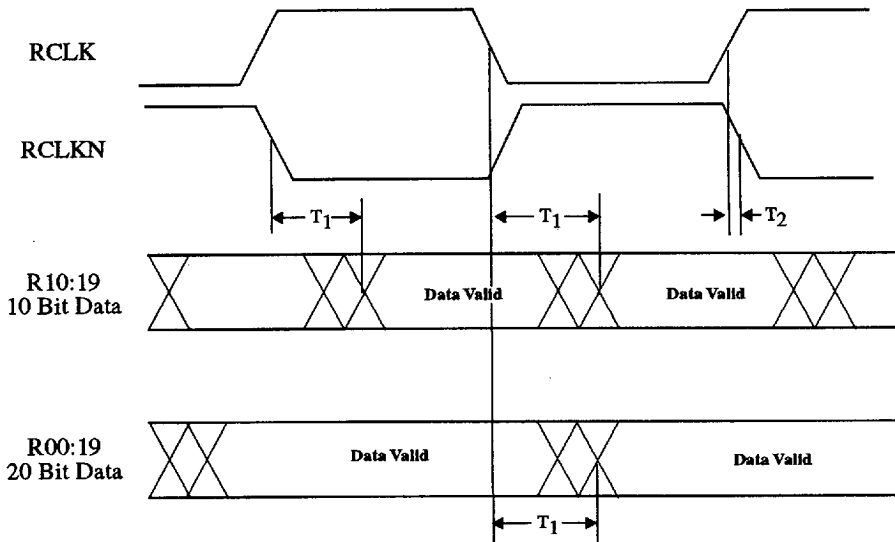 RCLK
RCLKN
T1
T1
T2
R10:19
10 Bit Data
Data Valid
Data Valid
R00:19
20 Bit Data
Data Valid
Data Valid
T1